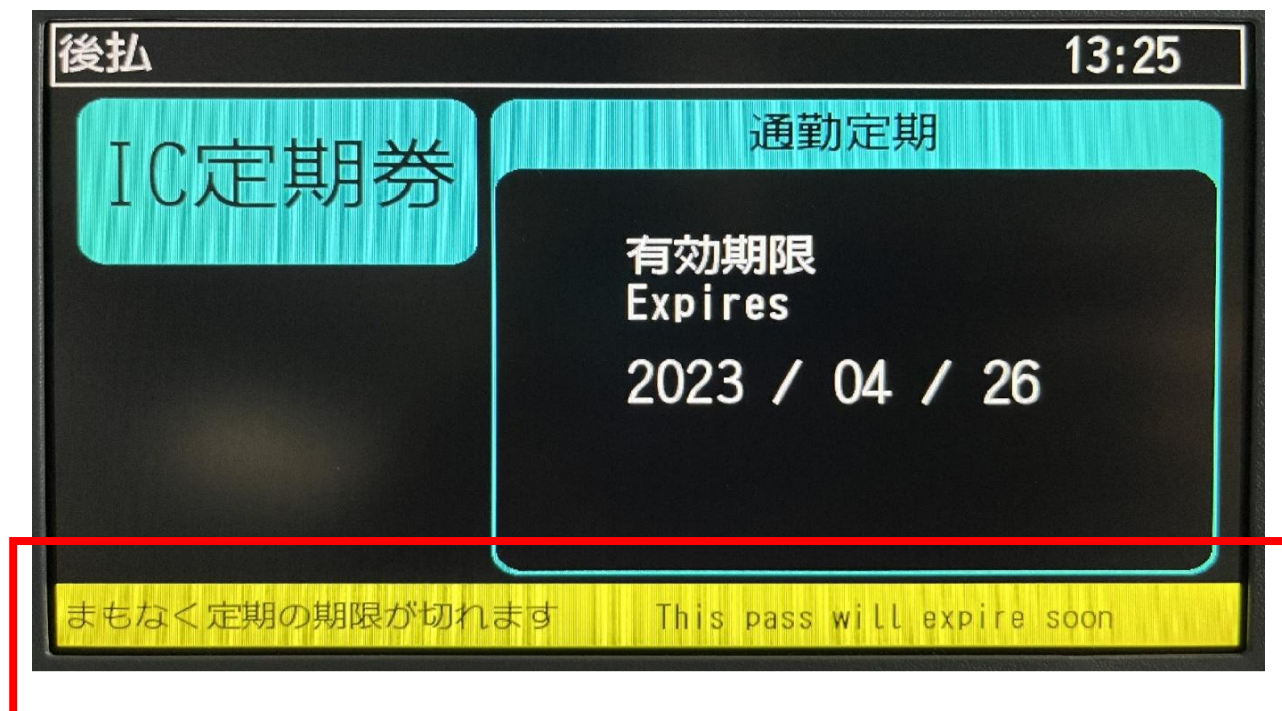 後払 13:25
IC定期券
通勤定期
有効期限
Expires
2023 / 04 / 26
まもなく定期の期限が切れます This pass will expire soon